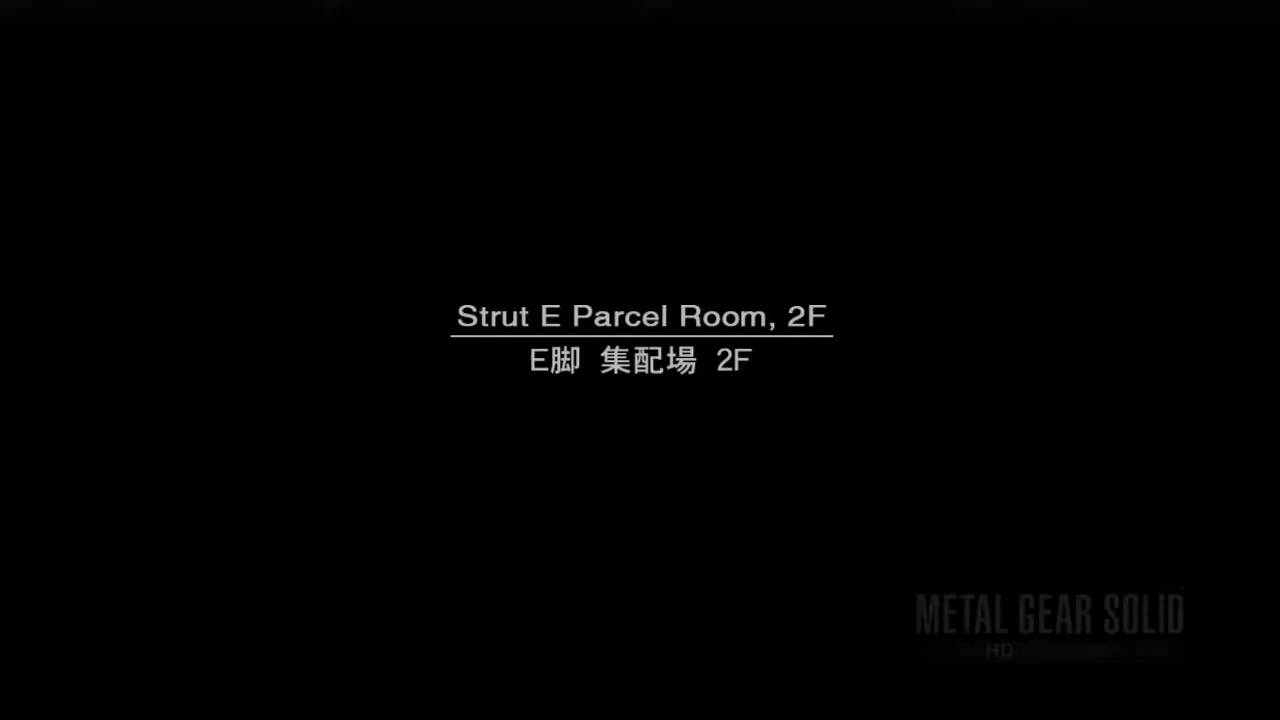 Strut E Parcel Room, 2F
E脚 集配場 2F
METAL GEAR SOLID
HD